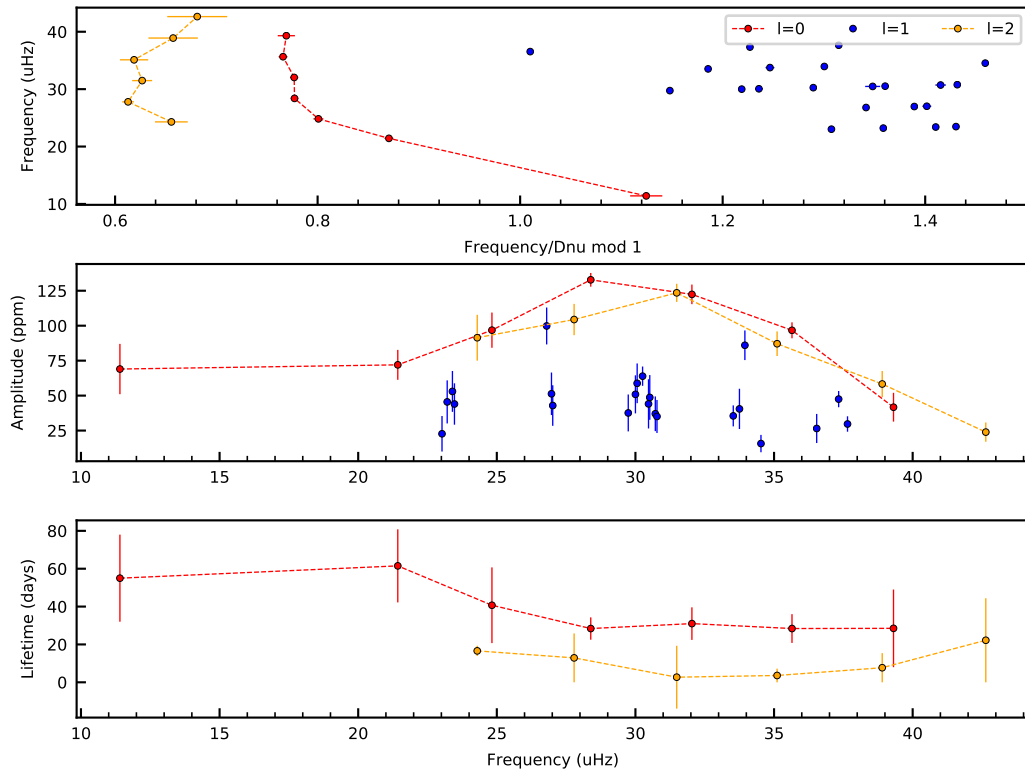 l=0 l=1 l=2
40
30
20
10
Frequency (uHz)
0.6 0.8 1.0 1.2 1.4
Frequency/Dnu mod 1
125
100
75
50
25
Amplitude (ppm)
10 15 20 25 30 35 40
80
60
40
20
0
Lifetime (days)
10 15 20 25 30 35 40
Frequency (uHz)